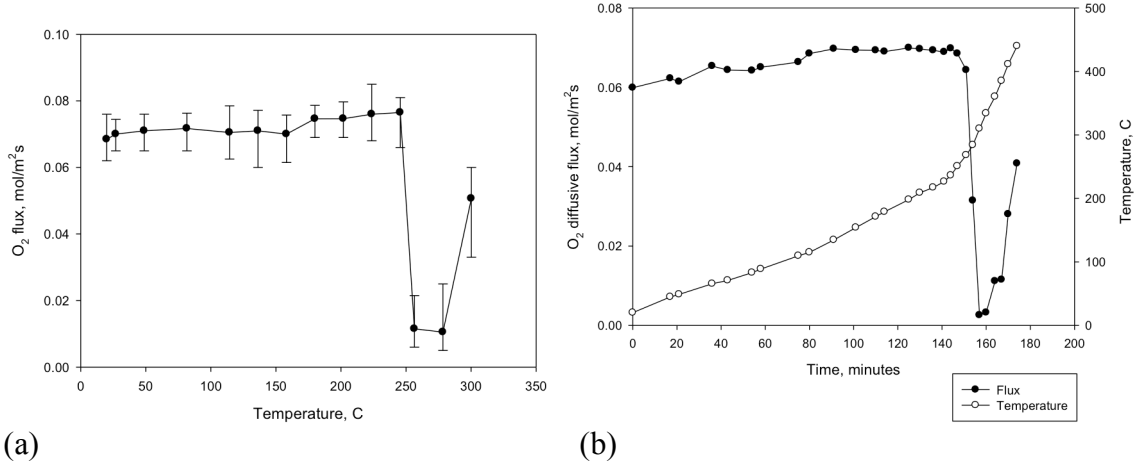 0.10
0.08
0.06
0.04
0.02
0.00
O2 flux, mol/m2s
0 50 100 150 200 250 300 350
Temperature, C
(a)
0.08
0.06
0.04
0.02
0.00
O2 diffusive flux, mol/m2s
500
400
300
200
100
0
Temperature, C
0 20 40 60 80 100 120 140 160 180 200
Time, minutes
Flux
Temperature
(b)